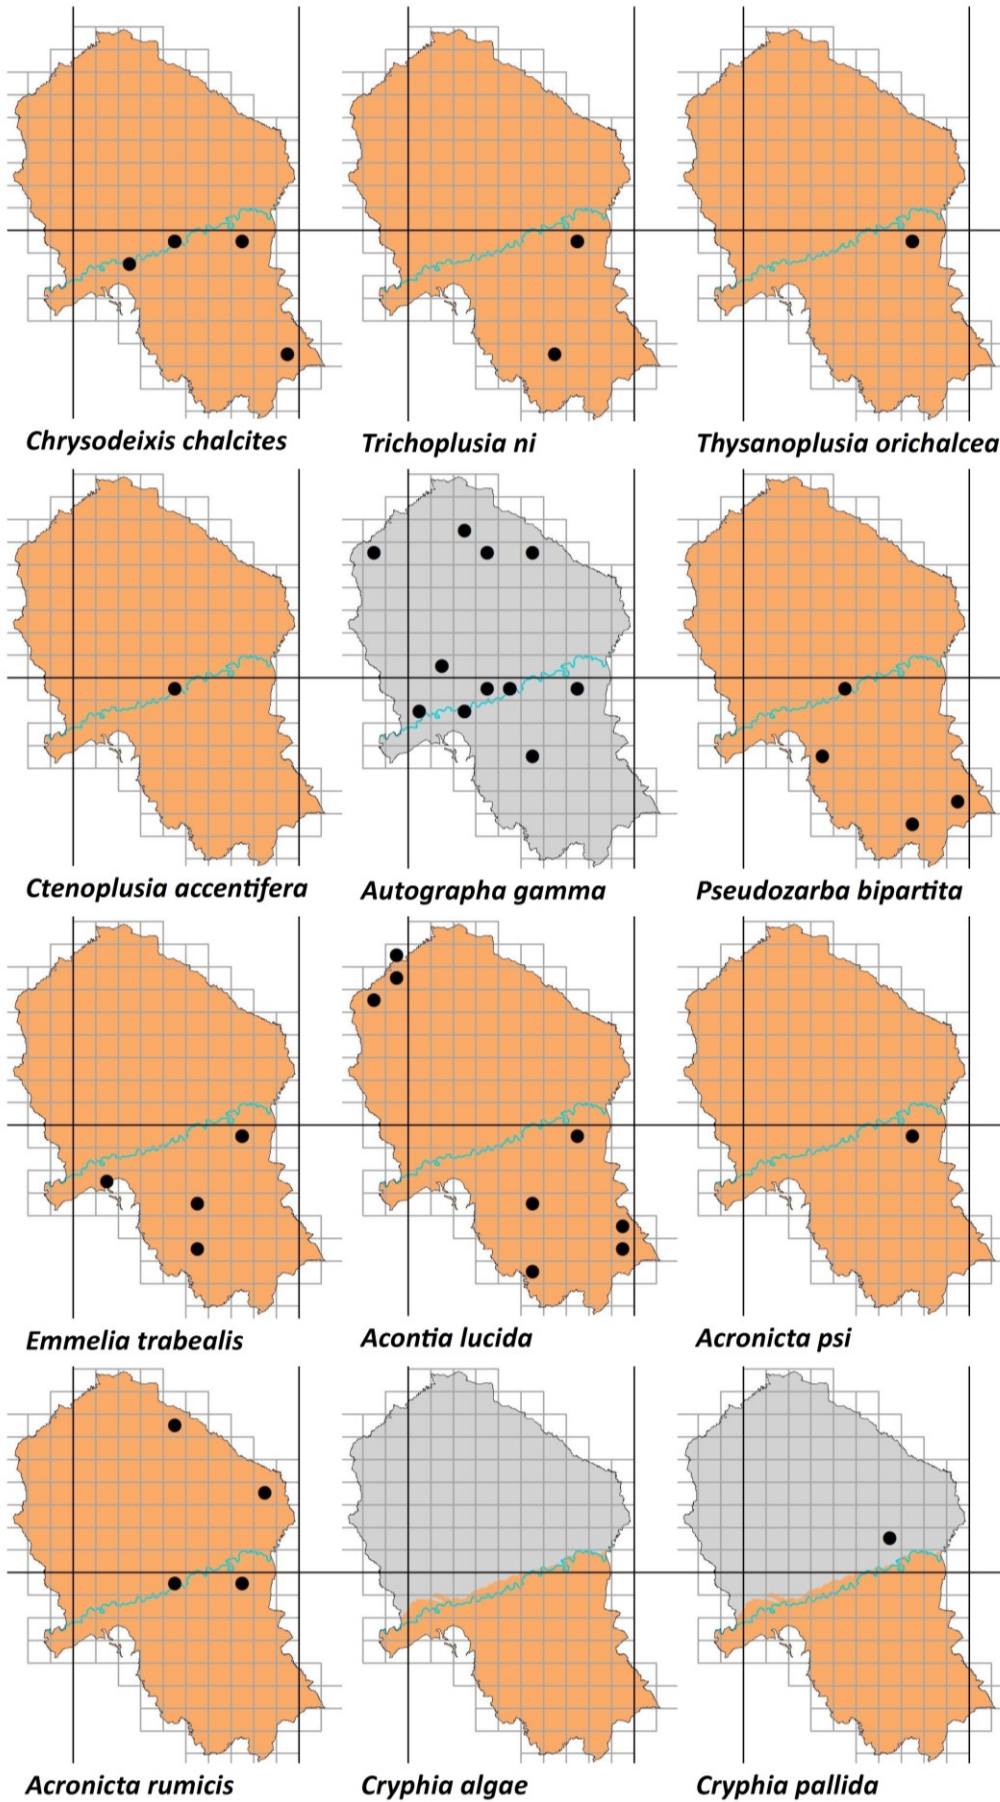 Chrysodeixis chalcites
Trichoplusia ni
Thysanoplusia orichalcea
Ctenoplusia accentifera
Autographa gamma
Pseudozarba bipartita
Emmelia trabealis
Acontia lucida
Acronicta psi
Acronicta rumicis
Cryphia algae
Cryphia pallida